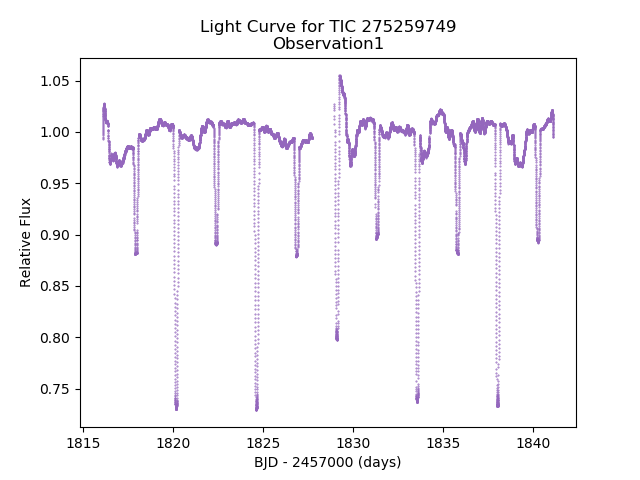 Light Curve for TIC 275259749
Observation1
1.05
1.00
0.95
0.90
0.85
0.80
0.75
Relative Flux
1815 1820 1825 1830 1835 1840
BJD - 2457000 (days)